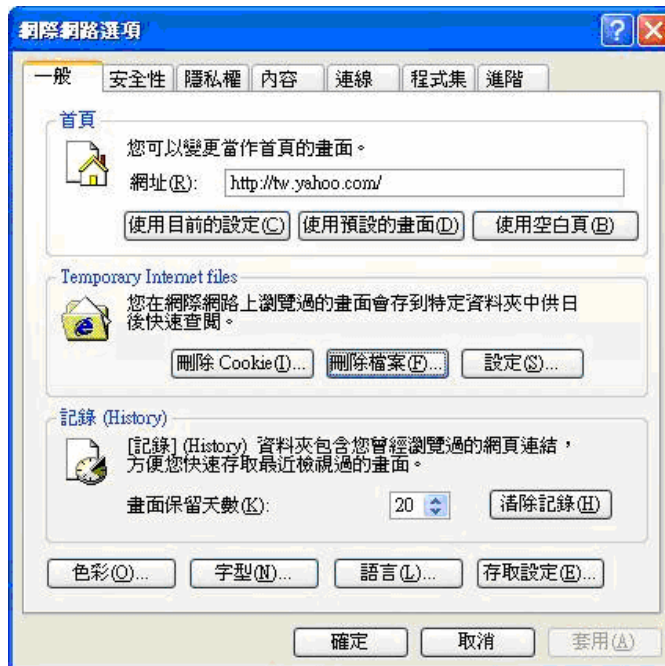 網際網路選項
一般 安全性 隱私權 內容 連線 程式集 進階
首頁
您可以變更當作首頁的畫面。
網址(R): http://tw.yahoo.com/
使用目前的設定(C) 使用預設的畫面(D) 使用空白頁(B)
Temporary Internet files
您在網際網路上瀏覽過的畫面會存到特定資料夾中供日
後快速查閱。
刪除 Cookie(I)... 刪除檔案(F)... 設定(S)...
記錄 (History)
[記錄] (History) 資料夾包含您曾經瀏覽過的網頁連結，
方便您快速存取最近檢視過的畫面。
畫面保留天數(K): 20 清除記錄(H)
色彩(O)... 字型(N)... 語言(L)... 存取設定(E)...
確定 取消 套用(A)